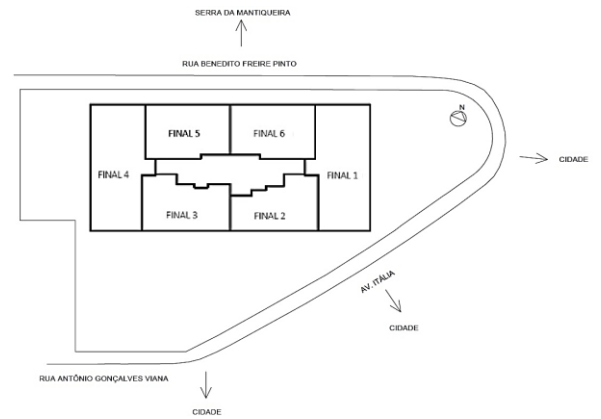 SERRA DA MANTIQUEIRA
RUA BENEDITO FREIRE PINTO
N
FINAL 5
FINAL 6
CIDADE
FINAL 4
FINAL 1
FINAL 3
FINAL 2
AV. ITÁLIA
CIDADE
RUA ANTÔNIO GONÇALVES VIANA
CIDADE